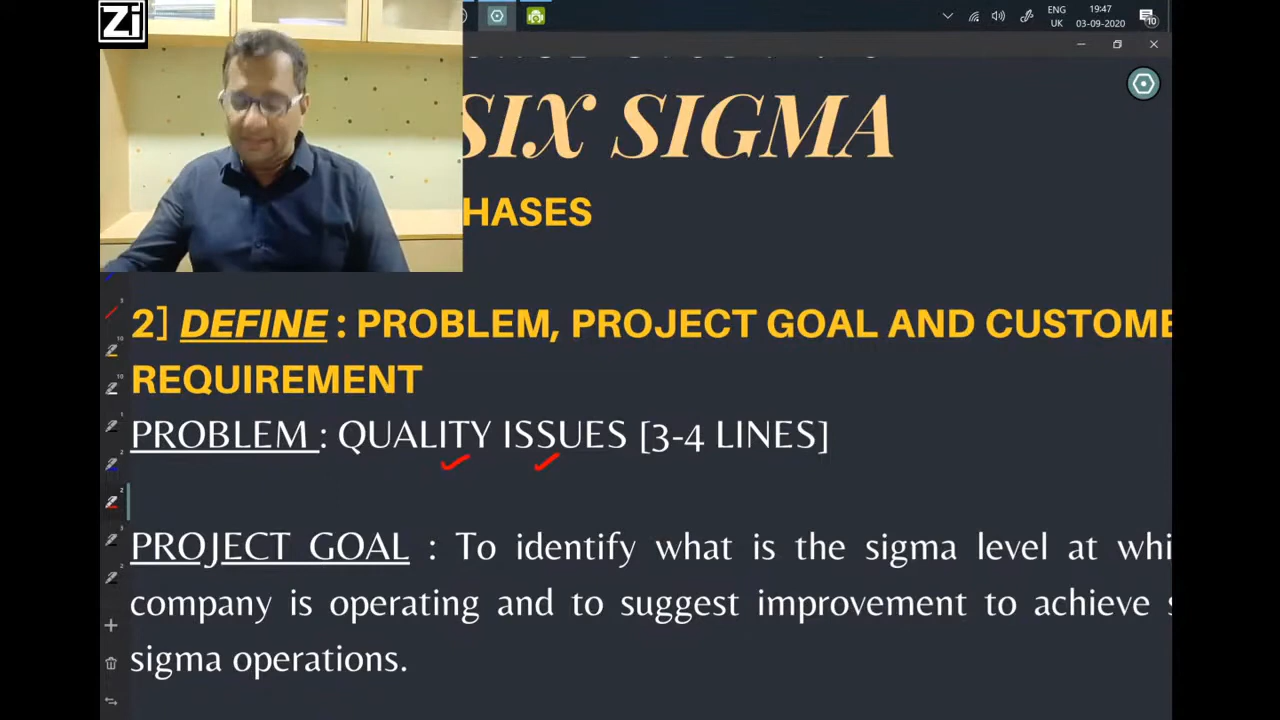 Zi
ENG
UK
19:47
03-09-2020
10
SIX SIGMA
HASES
2] DEFINE : PROBLEM, PROJECT GOAL AND CUSTOME
REQUIREMENT
PROBLEM : QUALITY ISSUES [3-4 LINES]
PROJECT GOAL : To identify what is the sigma level at whi
company is operating and to suggest improvement to achieve s
sigma operations.